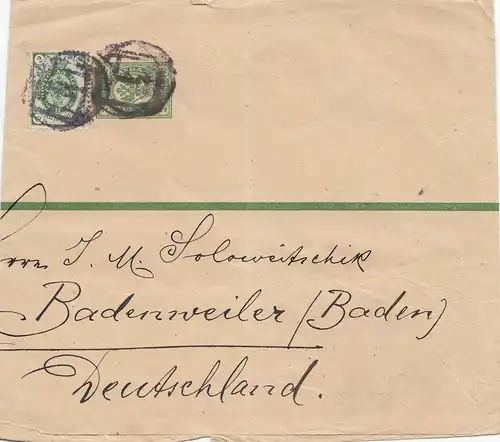 Herrn J. M. Soloweitschik
Badenweiler (Baden)
Deutschland.